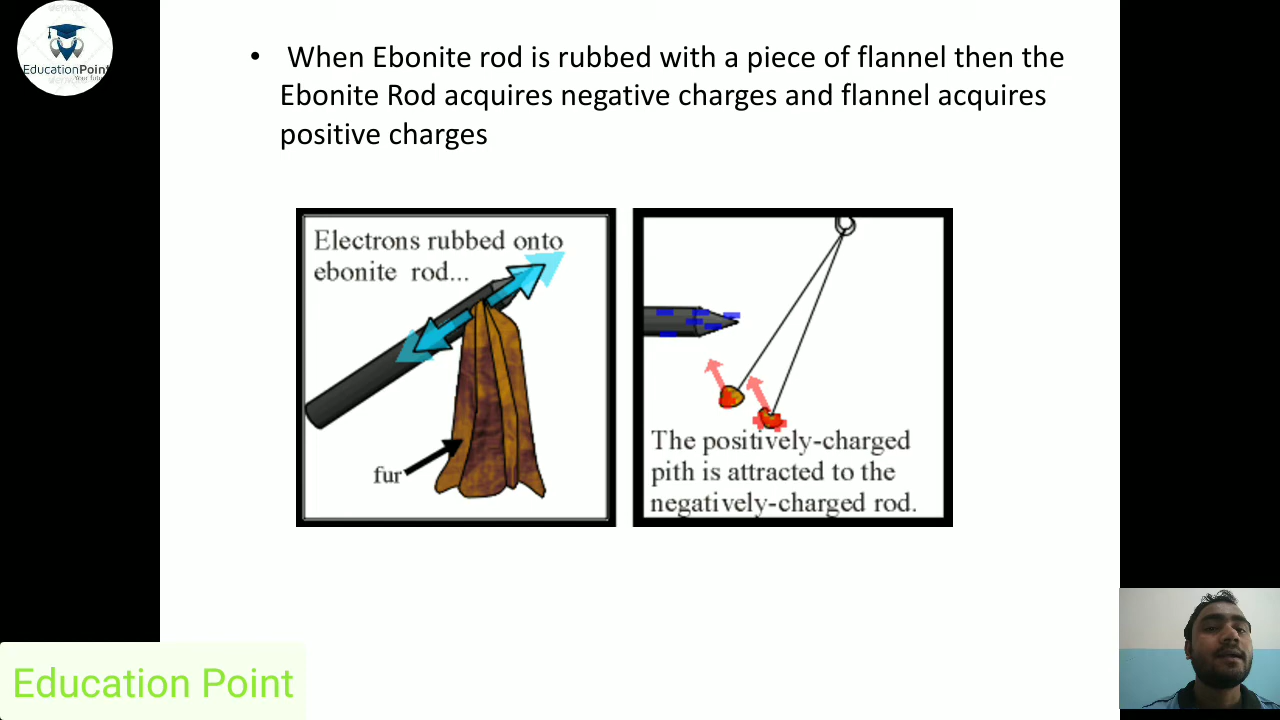 EducationPoint
• When Ebonite rod is rubbed with a piece of flannel then the
Ebonite Rod acquires negative charges and flannel acquires
positive charges
Electrons rubbed onto
ebonite rod...
fur
The positively-charged
pith is attracted to the
negatively-charged rod.
Education Point